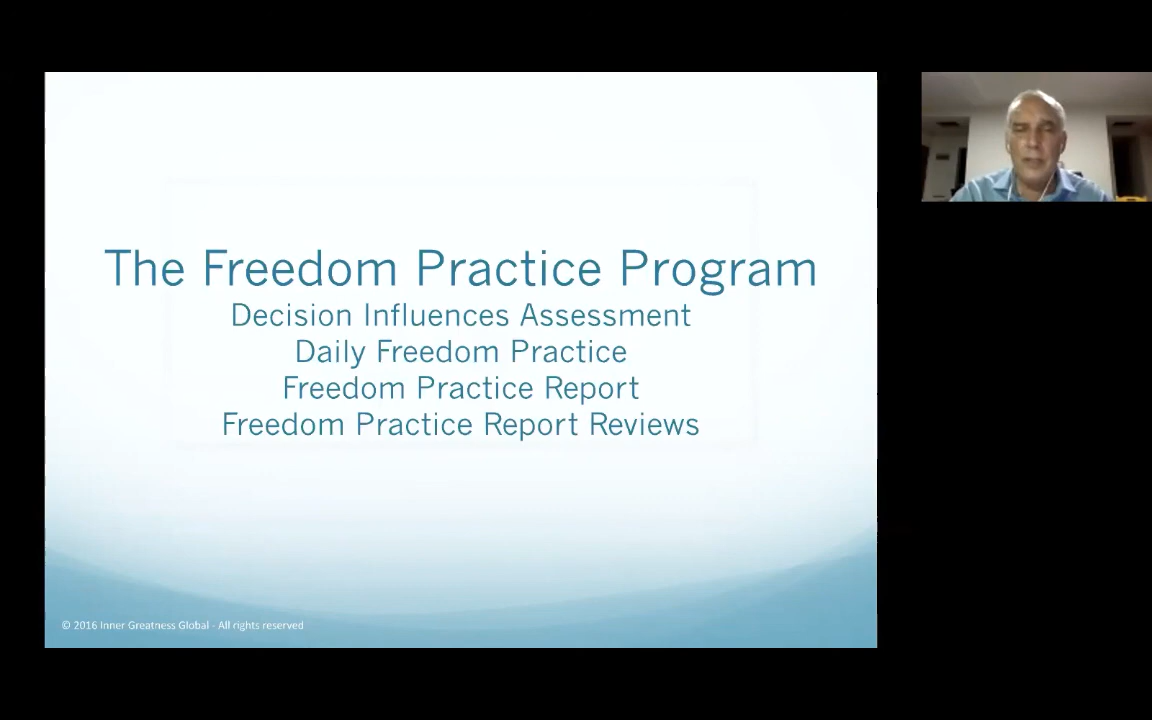 The Freedom Practice Program
Decision Influences Assessment
Daily Freedom Practice
Freedom Practice Report
Freedom Practice Report Reviews
© 2016 Inner Greatness Global - All rights reserved